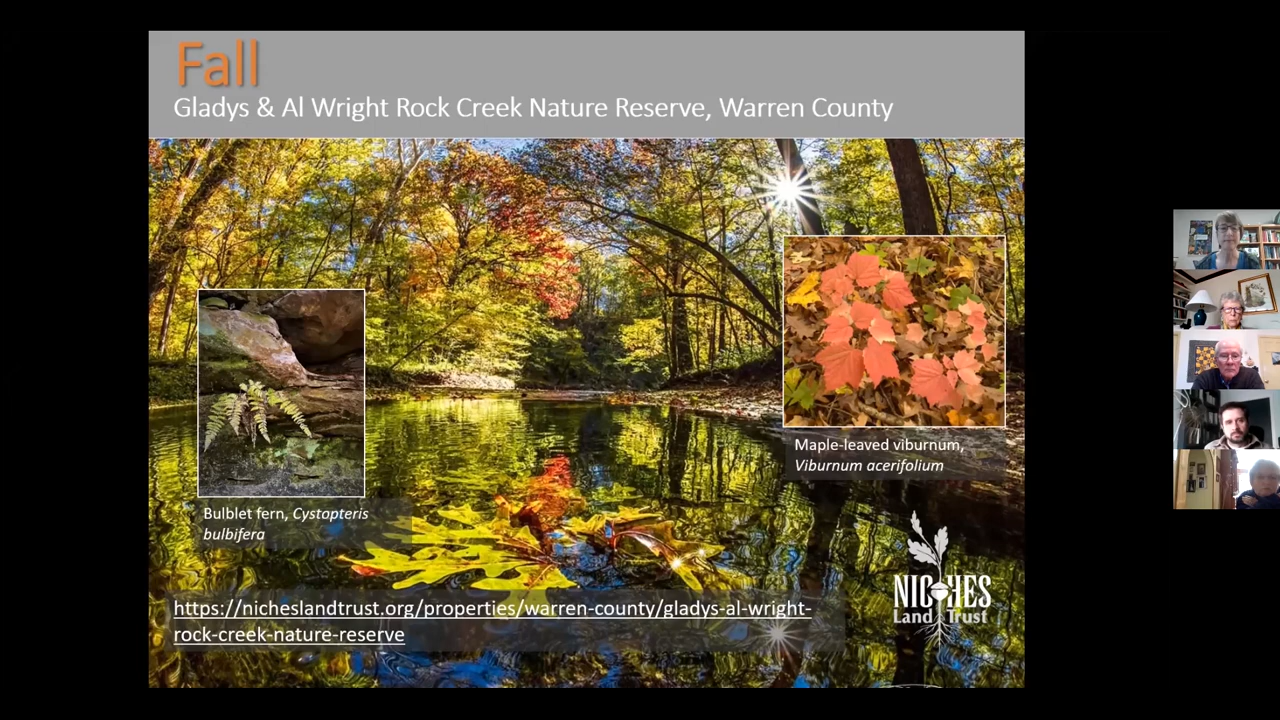 Fall
Gladys & Al Wright Rock Creek Nature Reserve, Warren County
Maple-leaved viburnum,
Viburnum acerifolium
Bulblet fern, Cystopteris
bulbifera
NICHES
Land Trust
https://nicheslandtrust.org/properties/warren-county/gladys-al-wright-
rock-creek-nature-reserve